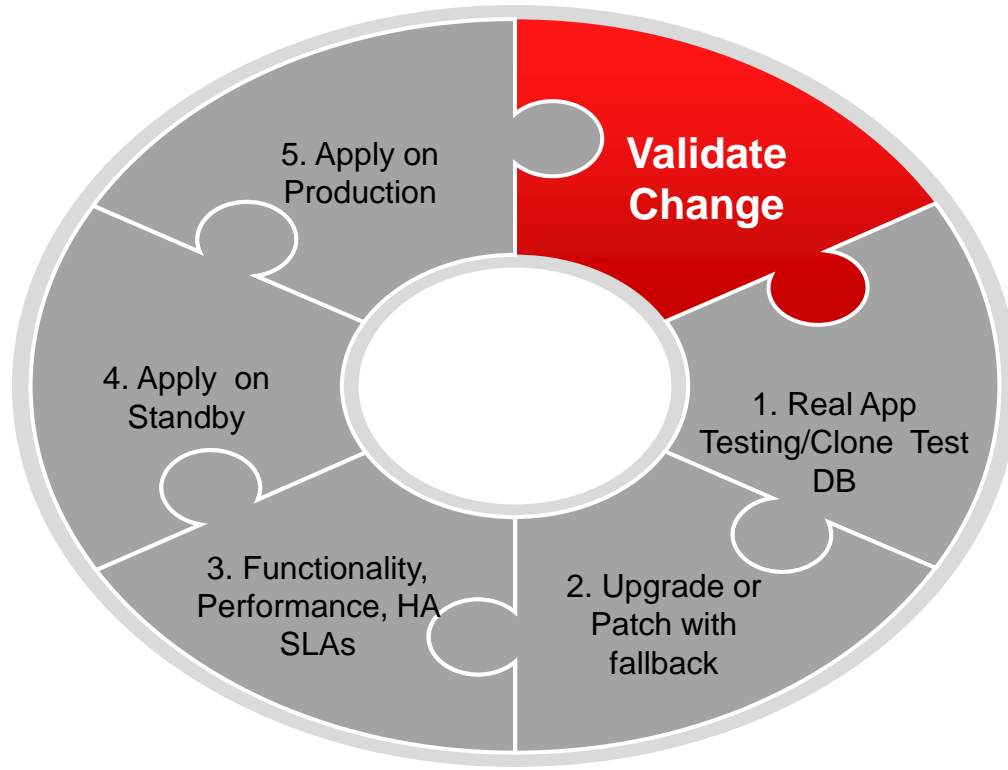 Validate
Change
1. Real App
Testing/Clone Test
DB
2. Upgrade or
Patch with
fallback
3. Functionality,
Performance, HA
SLAs
4. Apply on
Standby
5. Apply on
Production